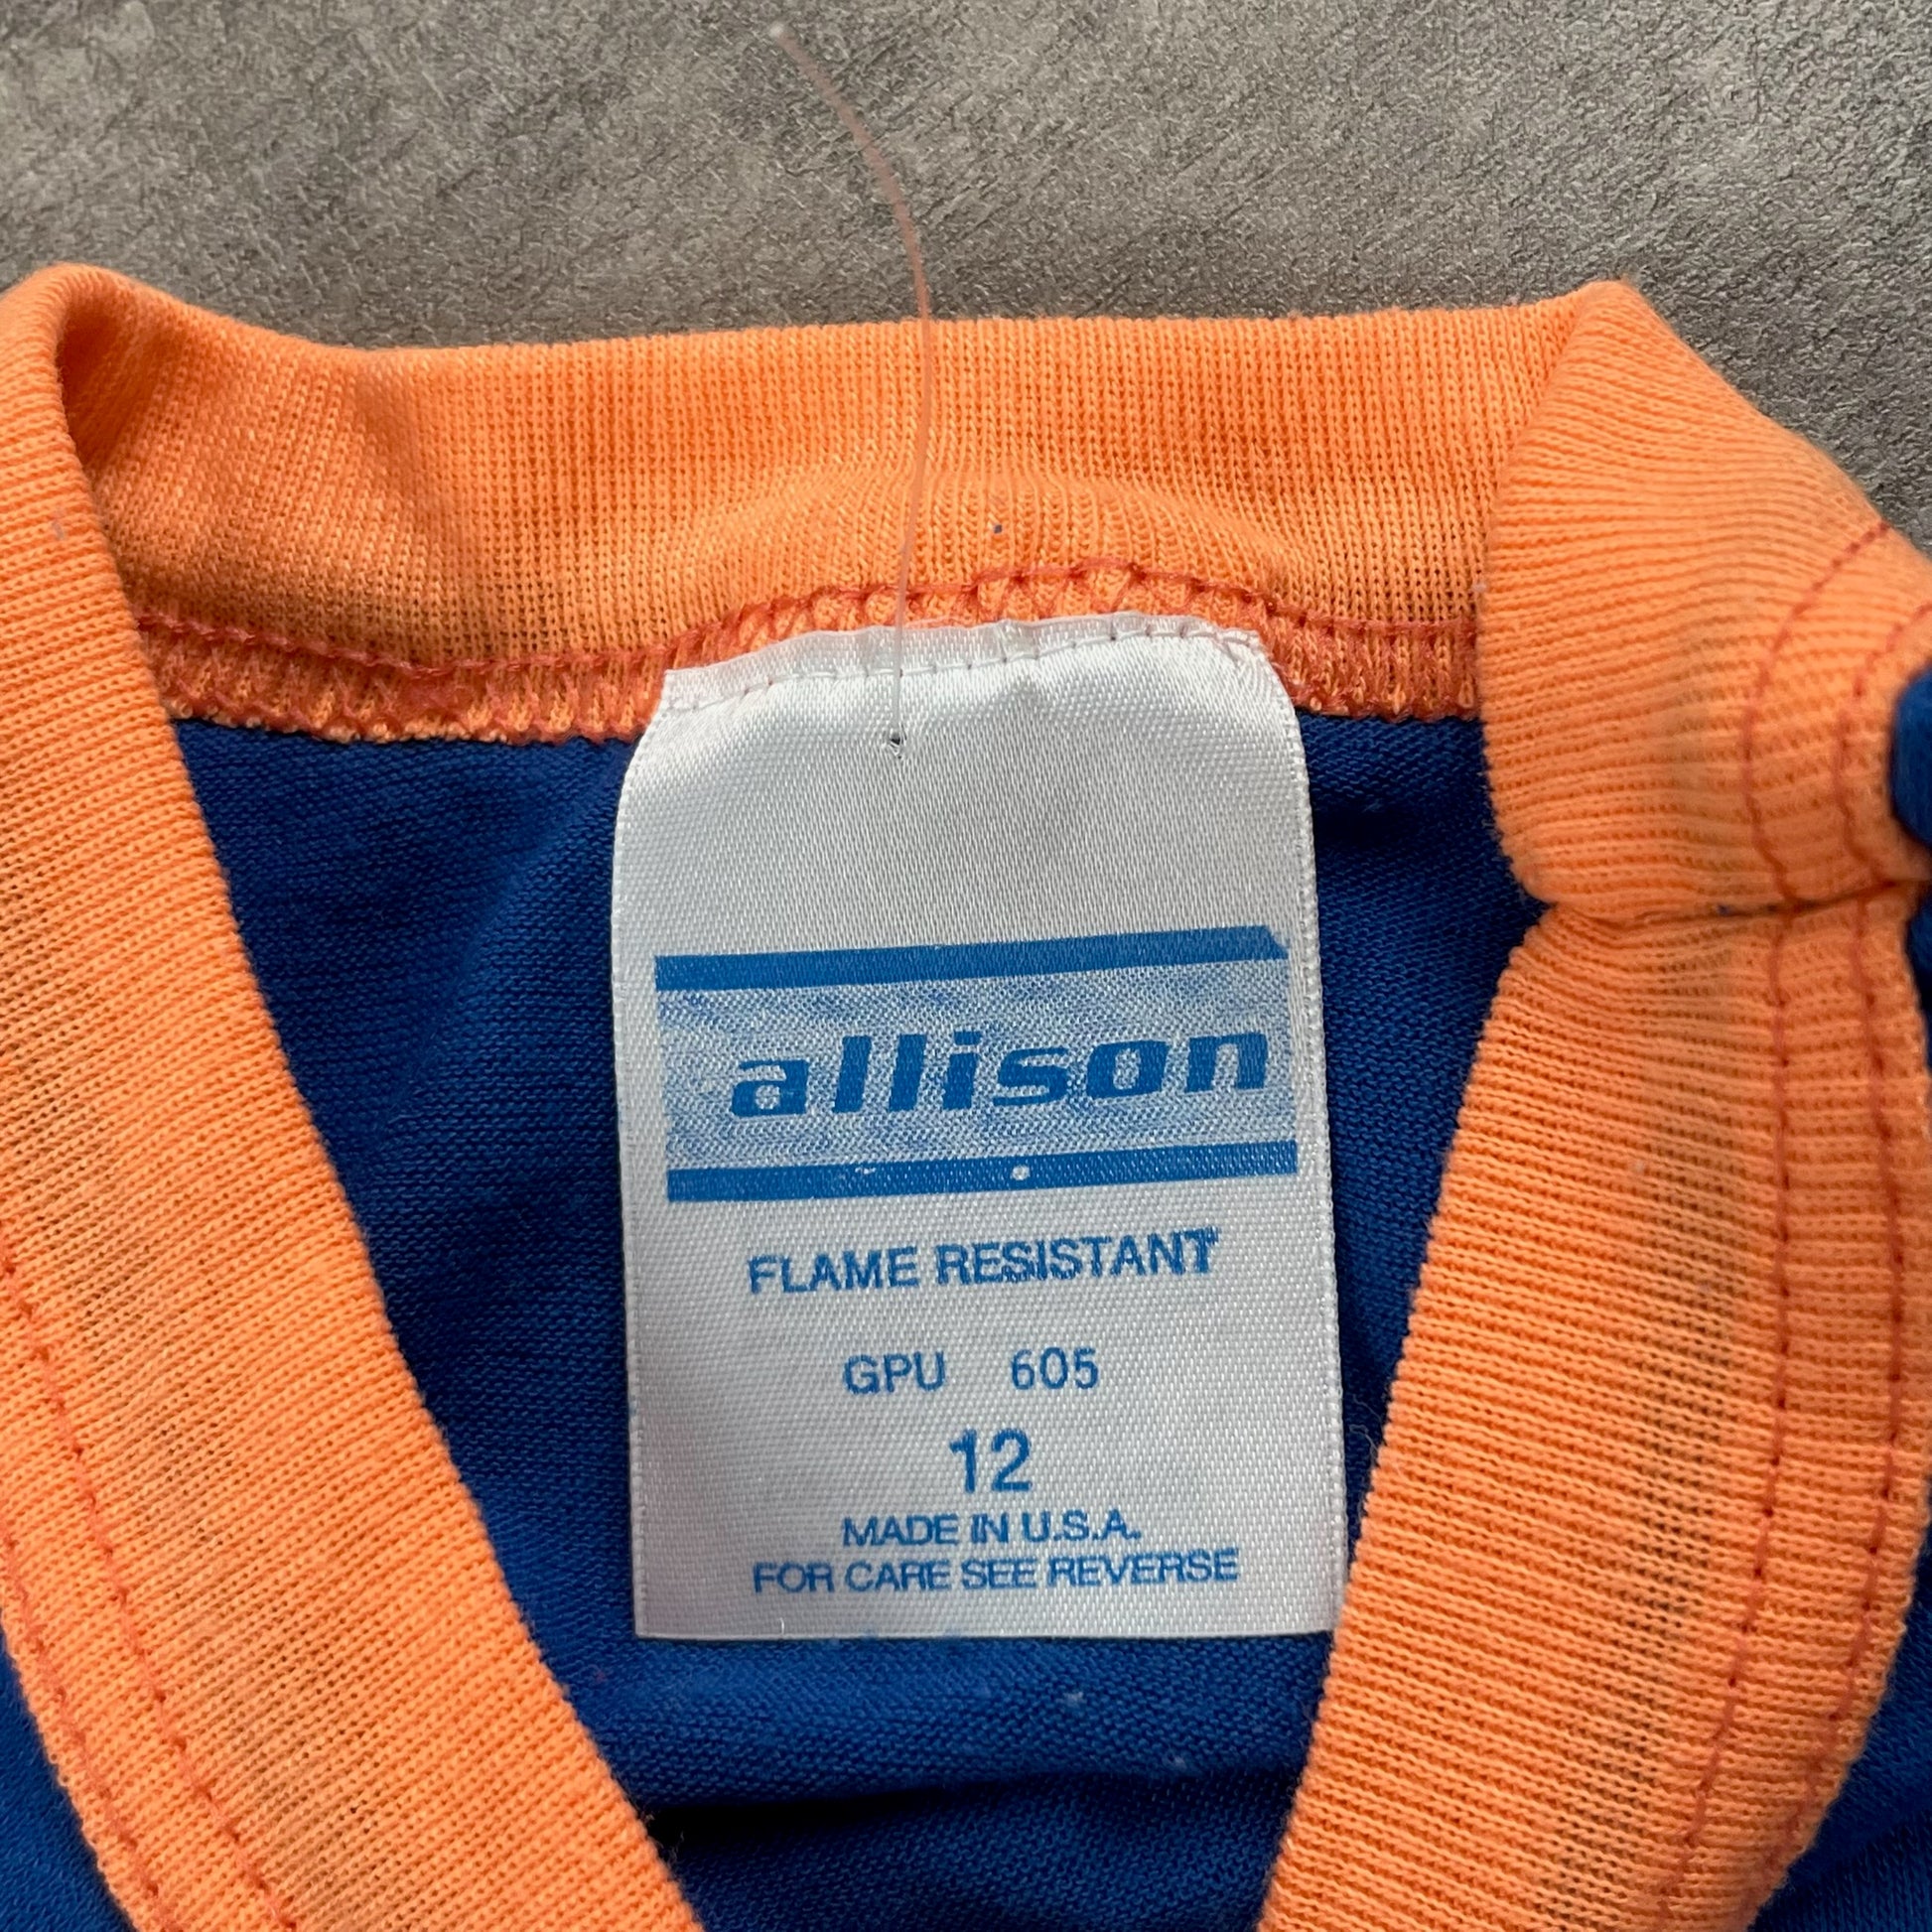 allison
FLAME RESISTANT
GPU 605
12
MADE IN U.S.A.
FOR CARE SEE REVERSE